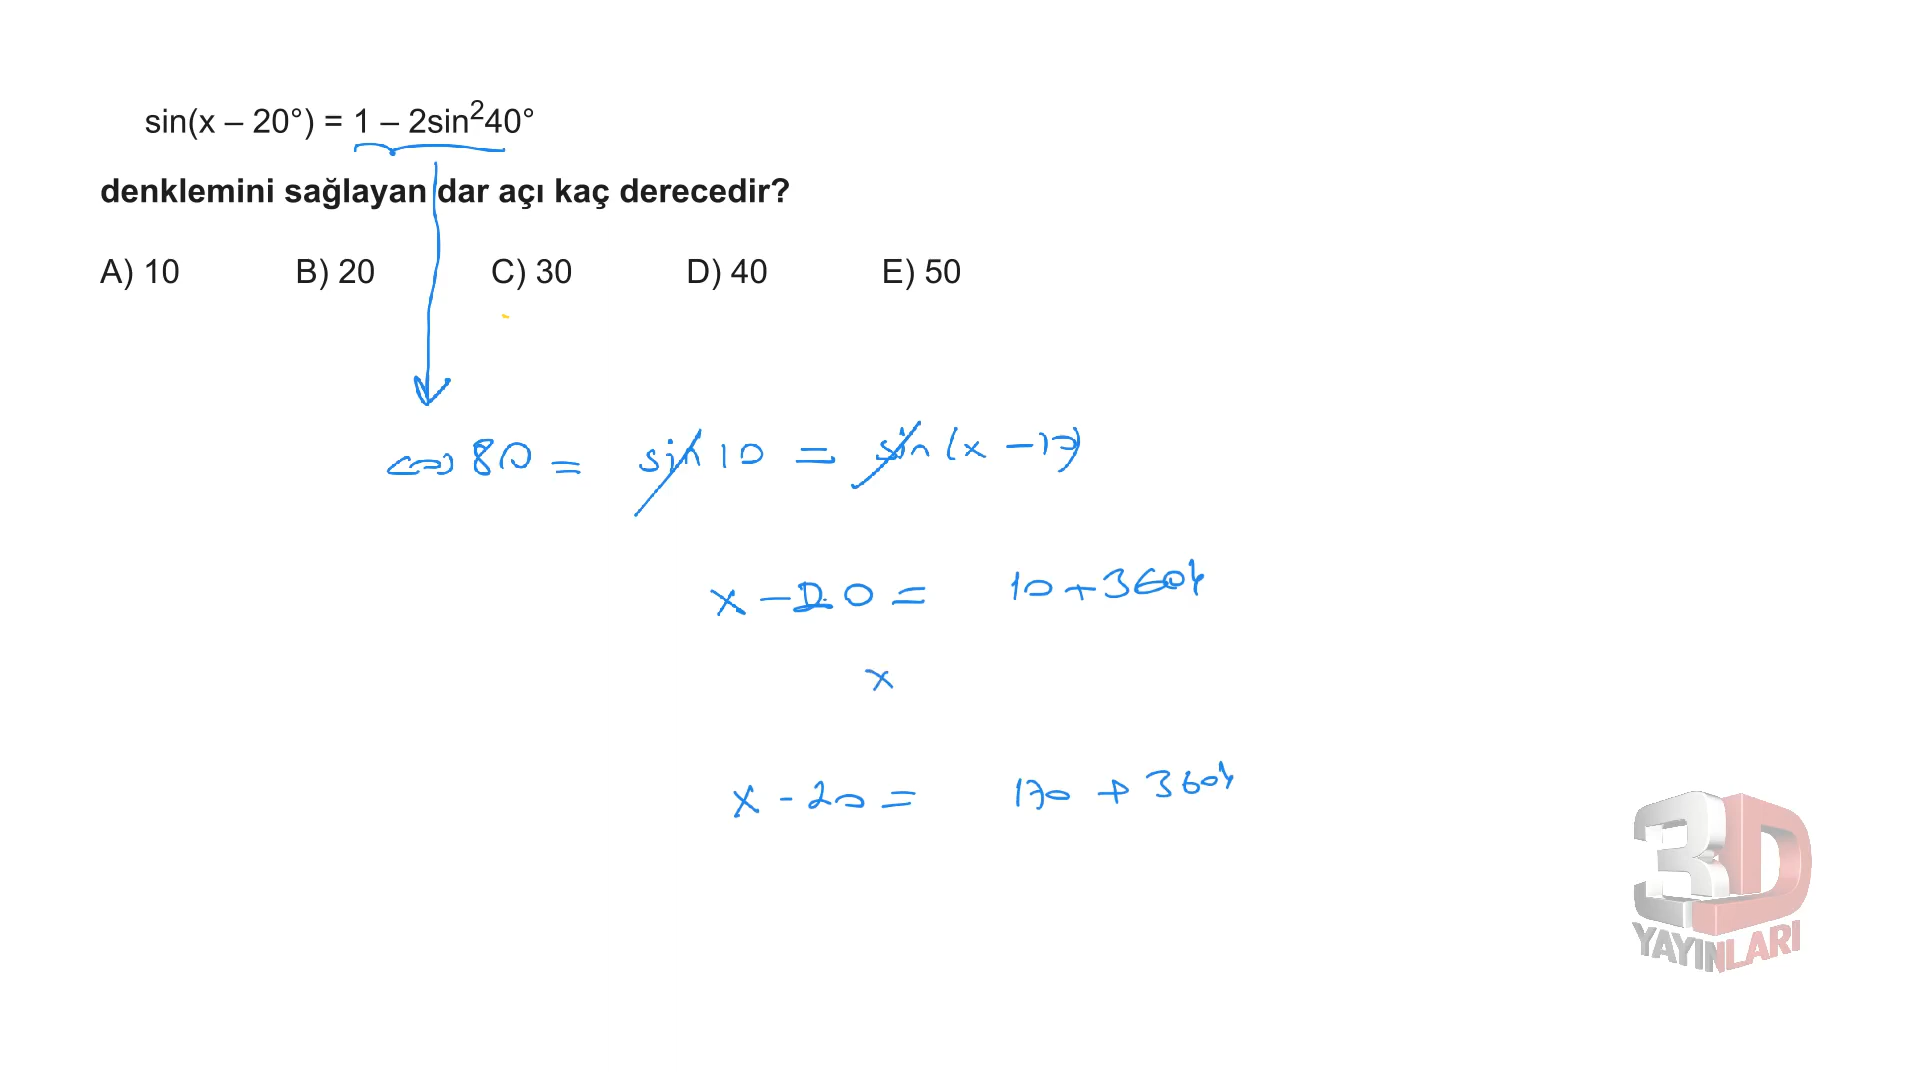 sin(x – 20°) = 1 – 2sin²40°
denklemini sağlayan dar açı kaç derecedir?
A) 10 B) 20 C) 30 D) 40 E) 50
cos 80 = sin 10 = sin (x – 17)
x – 20 = 10 + 360k
x
x - 20 = 170 + 360k
3D
YAYINLARI